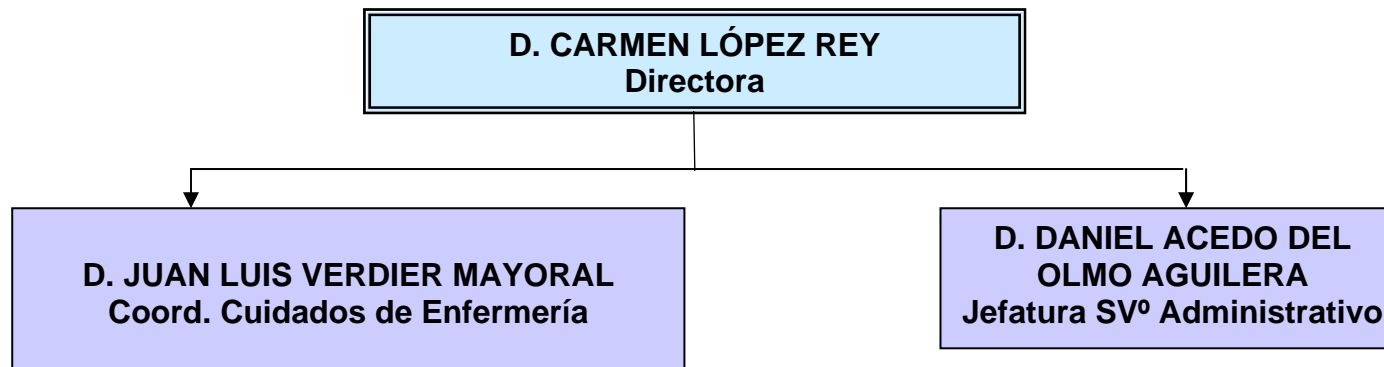 D. CARMEN LÓPEZ REY
Directora
D. JUAN LUIS VERDIER MAYORAL
Coord. Cuidados de Enfermería
D. DANIEL ACEDO DEL
OLMO AGUILERA
Jefatura SVº Administrativo